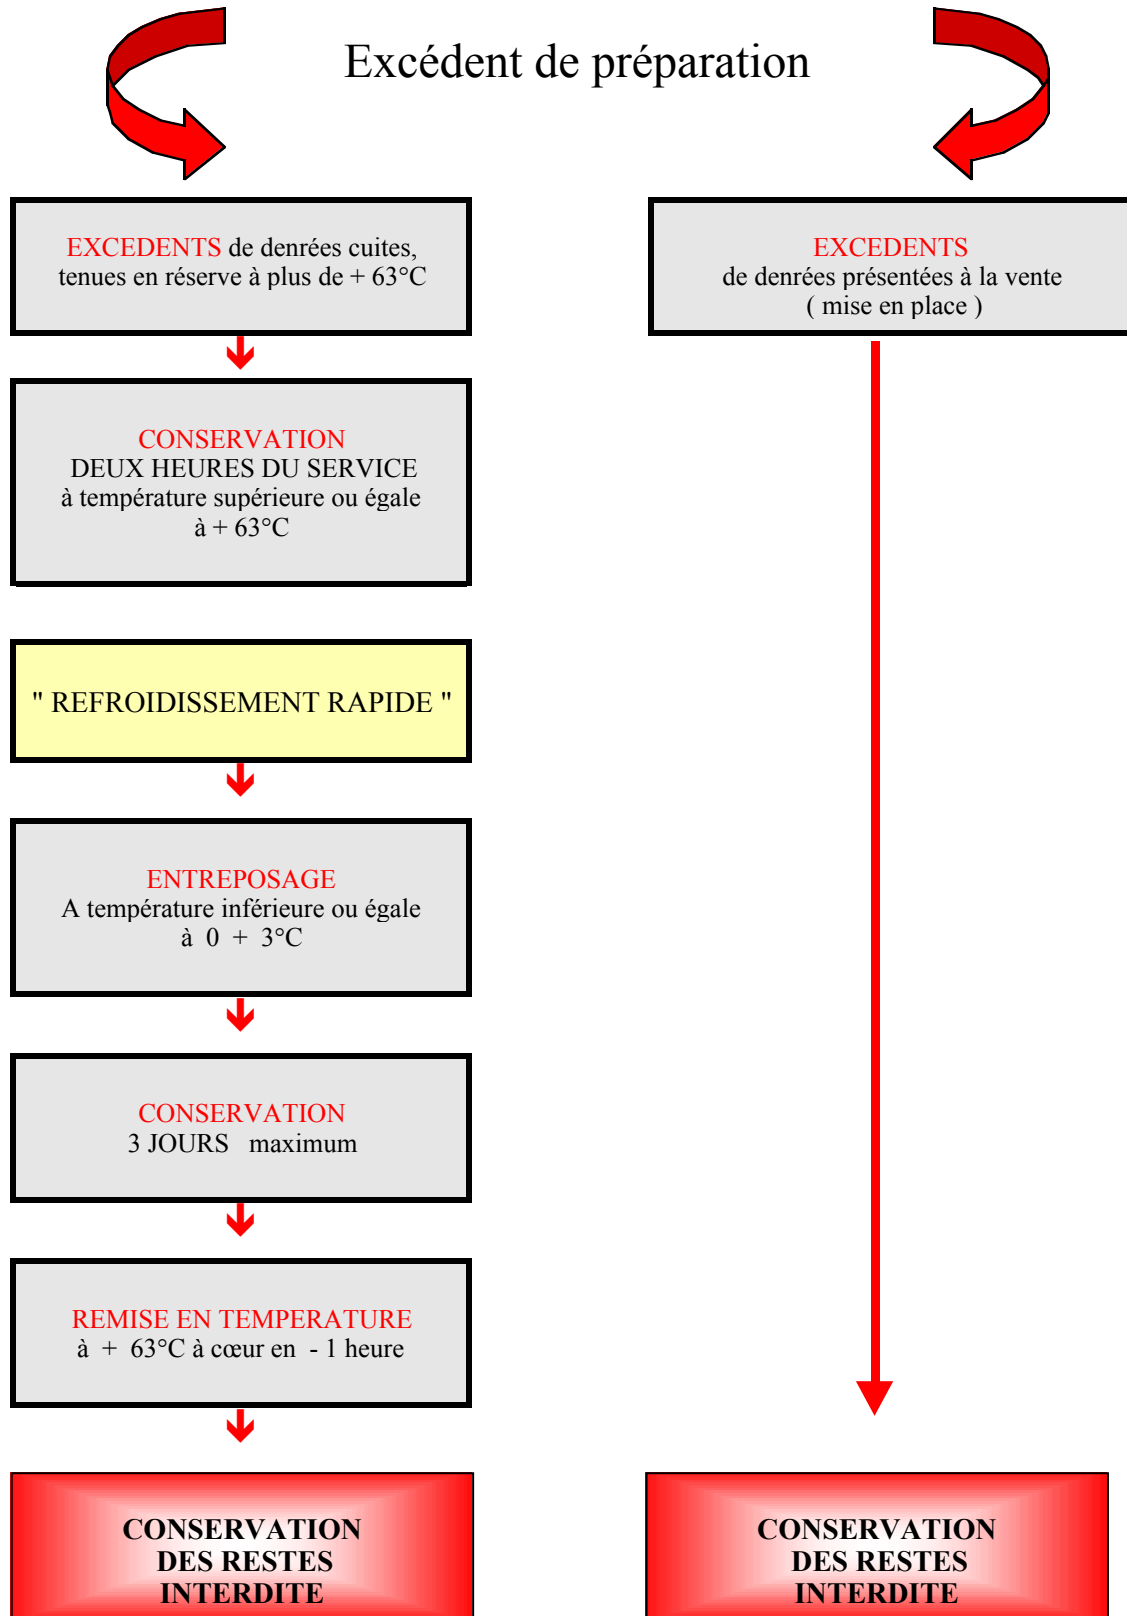 Excédent de préparation
EXCEDENTS de denrées cuites,
tenues en réserve à plus de + 63°C
EXCEDENTS
de denrées présentées à la vente
( mise en place )
CONSERVATION
DEUX HEURES DU SERVICE
à température supérieure ou égale
à + 63°C
" REFROIDISSEMENT RAPIDE "
ENTREPOSAGE
A température inférieure ou égale
à 0 + 3°C
CONSERVATION
3 JOURS maximum
REMISE EN TEMPERATURE
à + 63°C à cœur en - 1 heure
CONSERVATION
DES RESTES
INTERDITE
CONSERVATION
DES RESTES
INTERDITE